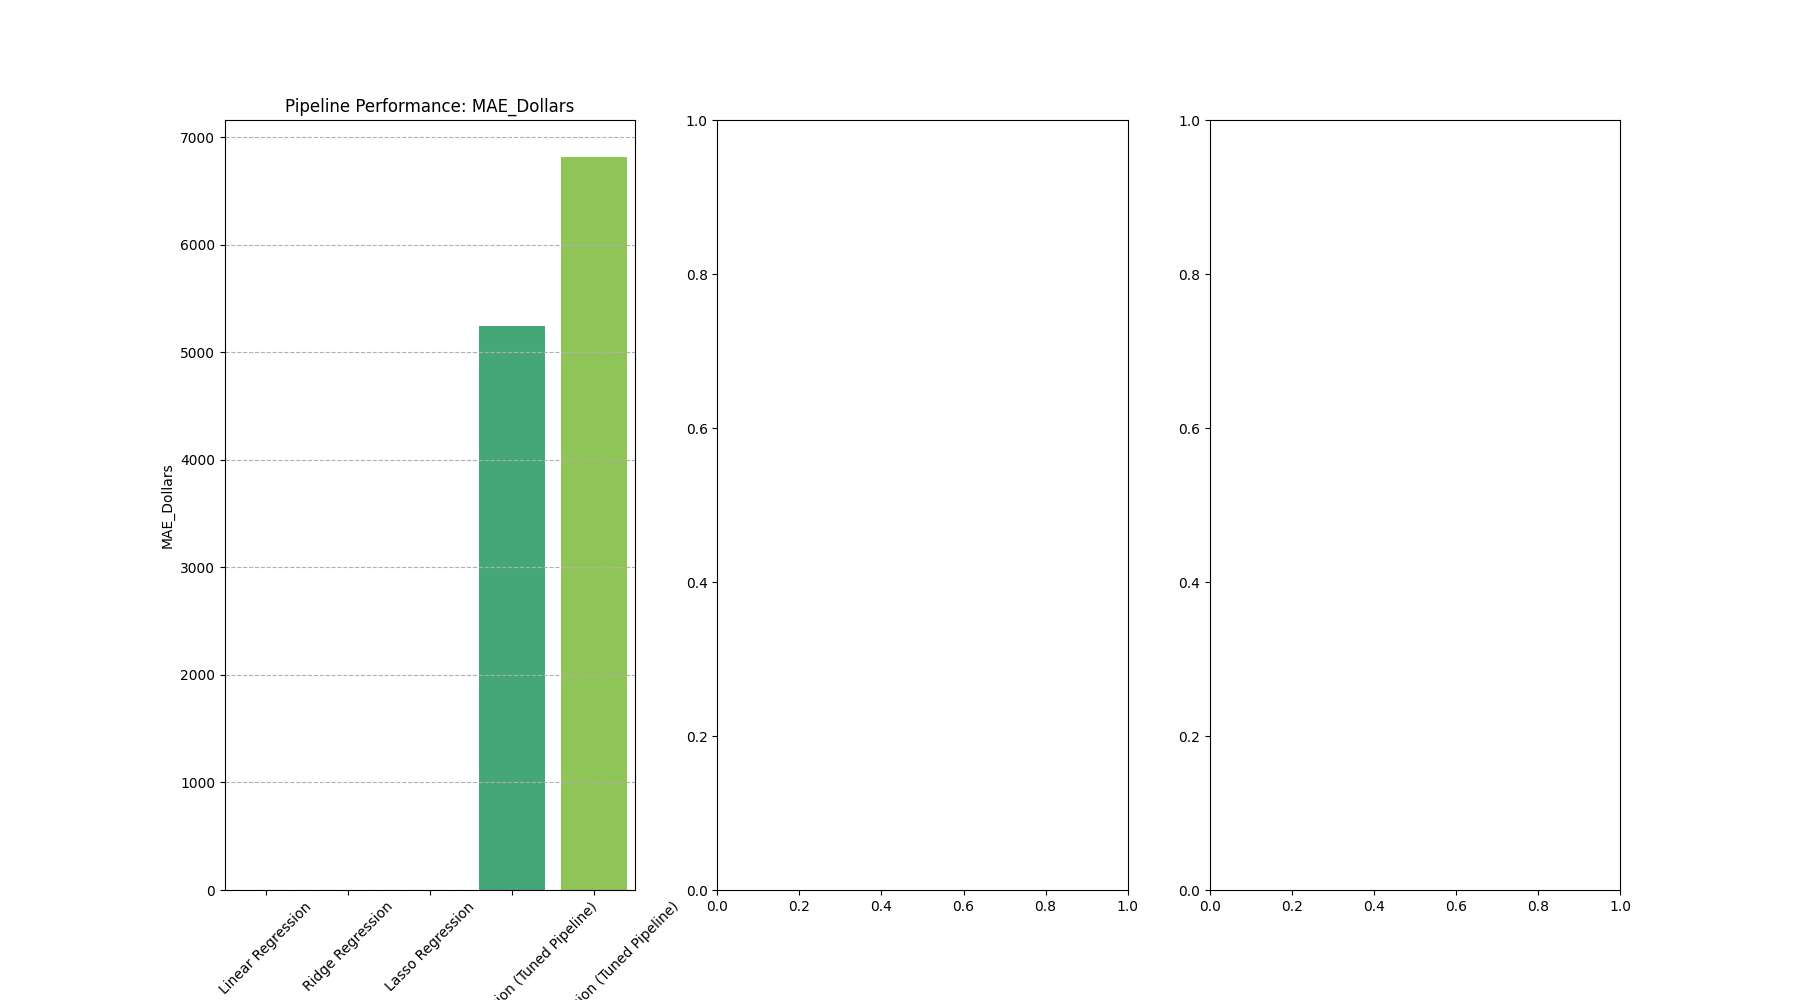 Pipeline Performance: MAE_Dollars
MAE_Dollars
7000
6000
5000
4000
3000
2000
1000
0
Linear Regression
Ridge Regression
Lasso Regression
(Tuned Pipeline)
(Tuned Pipeline)
1.0
0.8
0.6
0.4
0.2
0.0
0.0 0.2 0.4 0.6 0.8 1.0
1.0
0.8
0.6
0.4
0.2
0.0
0.0 0.2 0.4 0.6 0.8 1.0